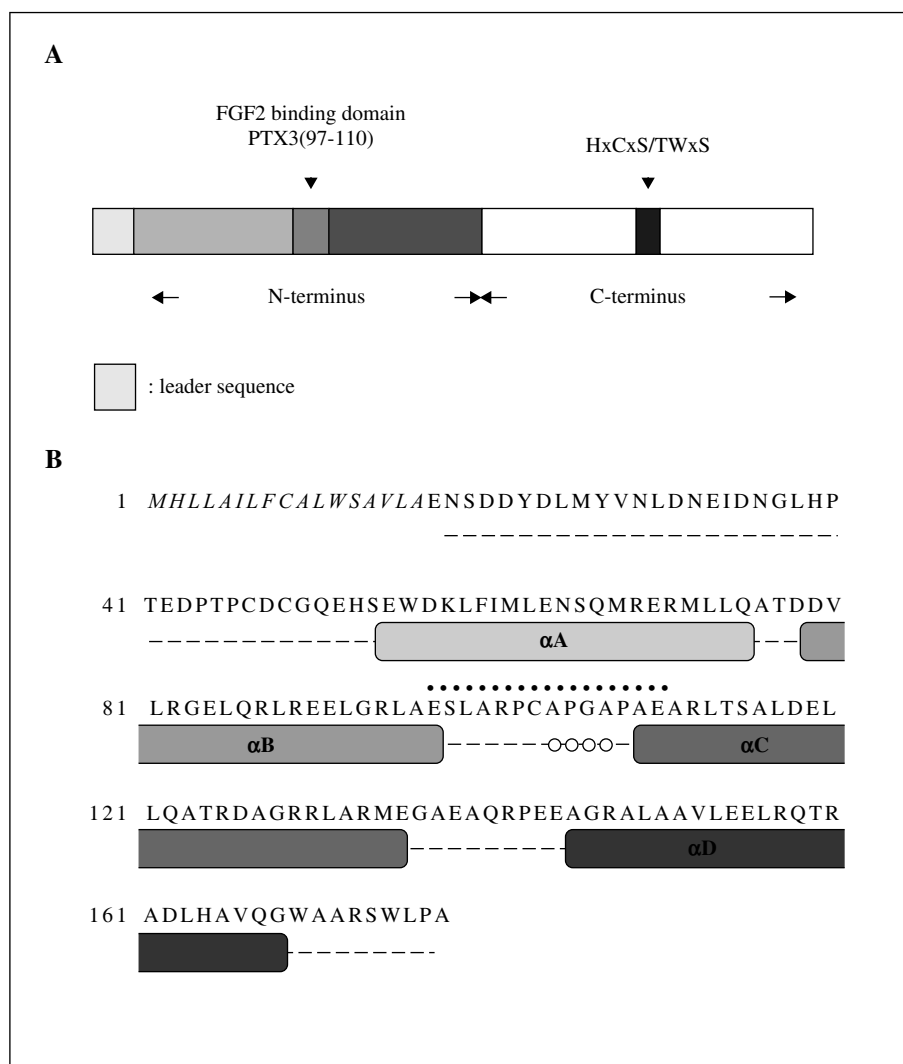 A
FGF2 binding domain
PTX3(97-110)
HxCxS/TWxS
N-terminus
C-terminus
: leader sequence
B
1 MHLLAILFCALWSAVLAENSDDYDLMYVNLDNEIDNGLHP
41 TEDPTPCDCGQEHSEWDKLFIMLENSQMRERMLLQATDDV
αA
81 LRGELQRLREELGRLAESLARPCAPGAPAEARLTSALDEL
αB
αC
121 LQATRDAGRRLARMEGAEAQRPEEAGRALAAVLEELRQTR
αD
161 ADLHAVQGWAARSWLPA